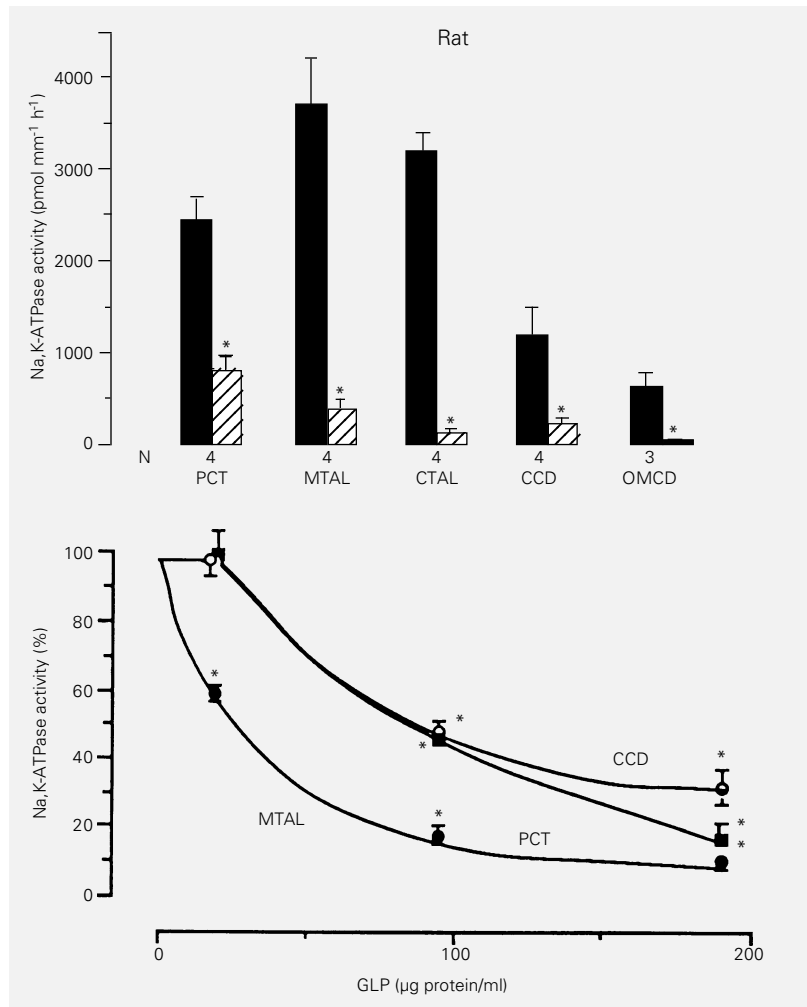 Rat
Na,K-ATPase activity (pmol mm⁻¹ h⁻¹)
4000
3000
2000
1000
0
*
*
*
*
*
N 4 4 4 4 3
PCT MTAL CTAL CCD OMCD
Na,K-ATPase activity (%)
100
80
60
40
20
0
*
*
*
*
*
*
*
CCD
MTAL
PCT
0 100 200
GLP (µg protein/ml)